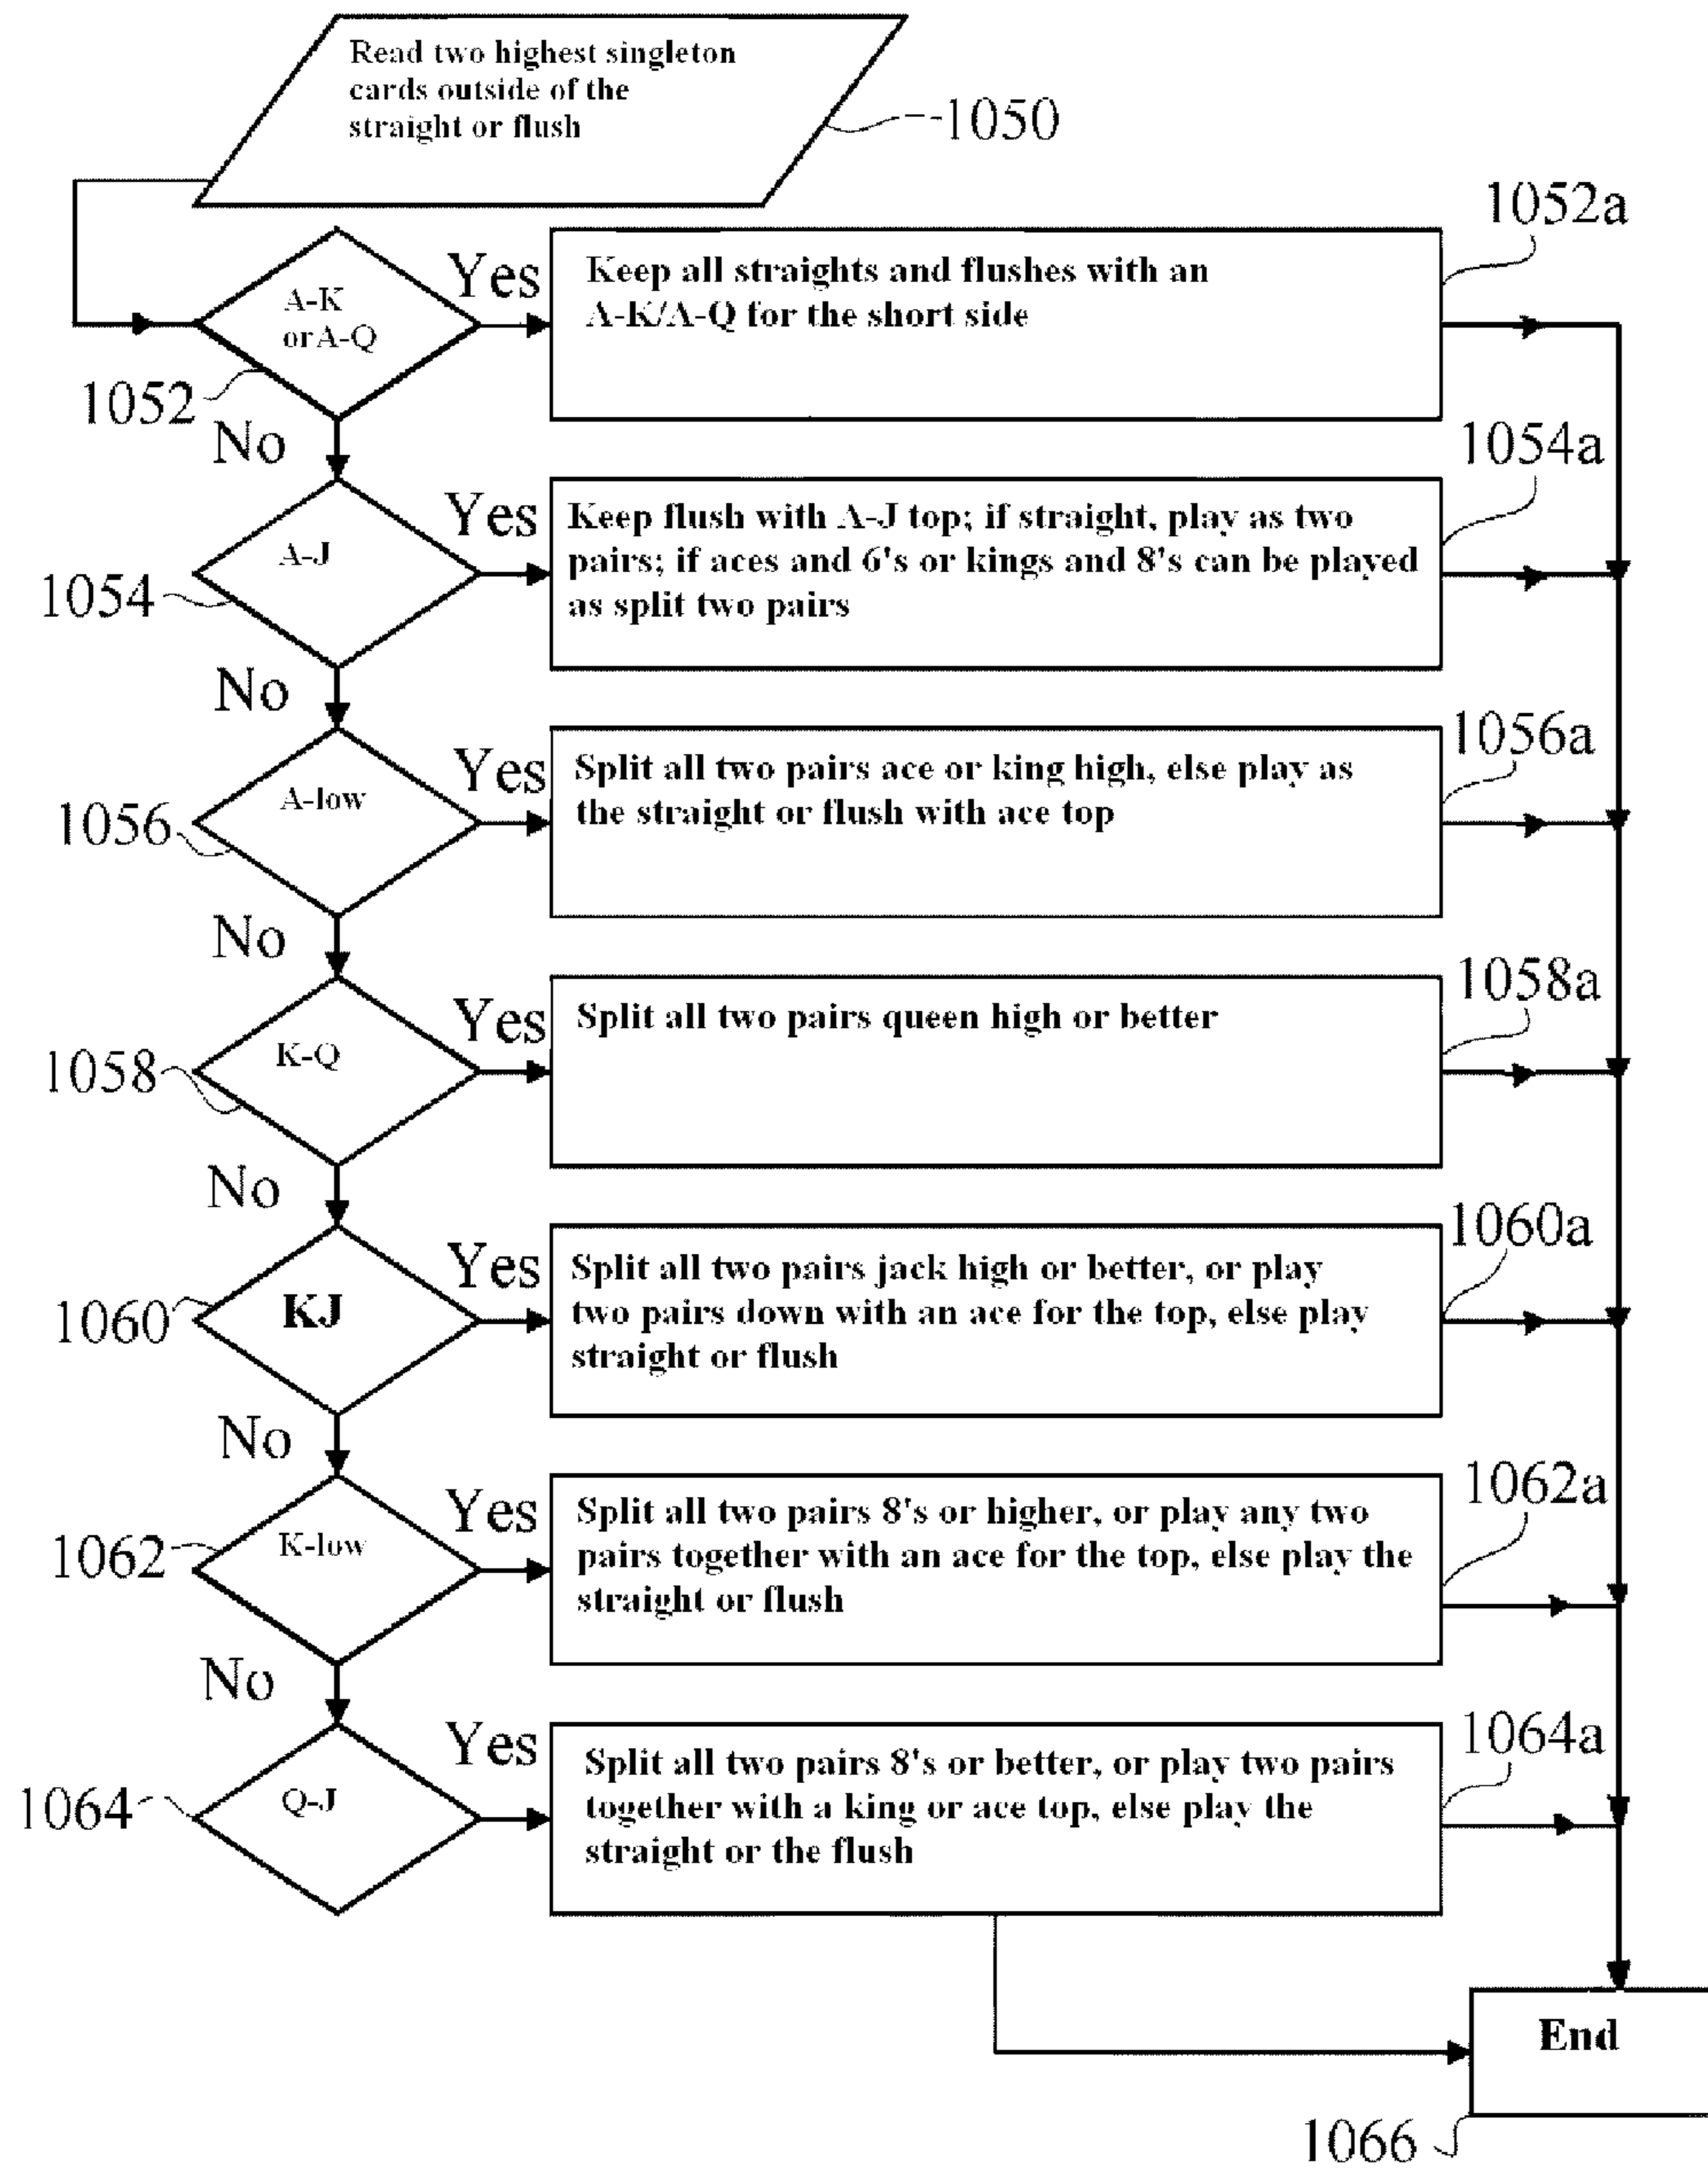 Read two highest singleton
cards outside of the
straight or flush
1050
1052a
A-K
or A-Q
Yes
Keep all straights and flushes with an
A-K/A-Q for the short side
1052
No
1054a
A-J
Yes
Keep flush with A-J top; if straight, play as two
pairs; if aces and 6's or kings and 8's can be played
as split two pairs
1054
No
1056a
A-low
Yes
Split all two pairs ace or king high, else play as
the straight or flush with ace top
1056
No
1058a
K-Q
Yes
Split all two pairs queen high or better
1058
No
1060a
KJ
Yes
Split all two pairs jack high or better, or play
two pairs down with an ace for the top, else play
straight or flush
1060
No
1062a
K-low
Yes
Split all two pairs 8's or higher, or play any two
pairs together with an ace for the top, else play the
straight or flush
1062
No
1064a
Q-J
Yes
Split all two pairs 8's or better, or play two pairs
together with a king or ace top, else play the
straight or the flush
1064
End
1066